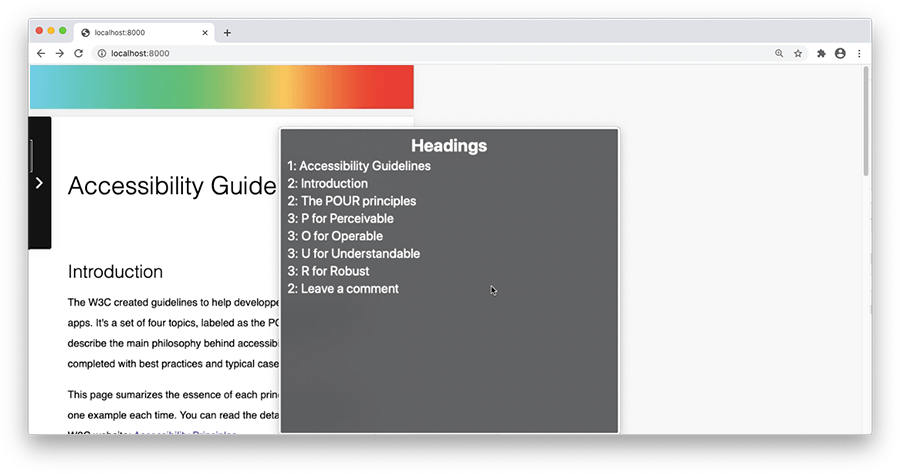 localhost:8000
localhost:8000
Accessibility Guide
Introduction
The W3C created guidelines to help develope
apps. It's a set of four topics, labeled as the PO
describe the main philosophy behind accessibi
completed with best practices and typical case
This page sumarizes the essence of each prin
one example each time. You can read the deta
W3C website: Accessibility Principles
Headings
1: Accessibility Guidelines
2: Introduction
2: The POUR principles
3: P for Perceivable
3: O for Operable
3: U for Understandable
3: R for Robust
2: Leave a comment